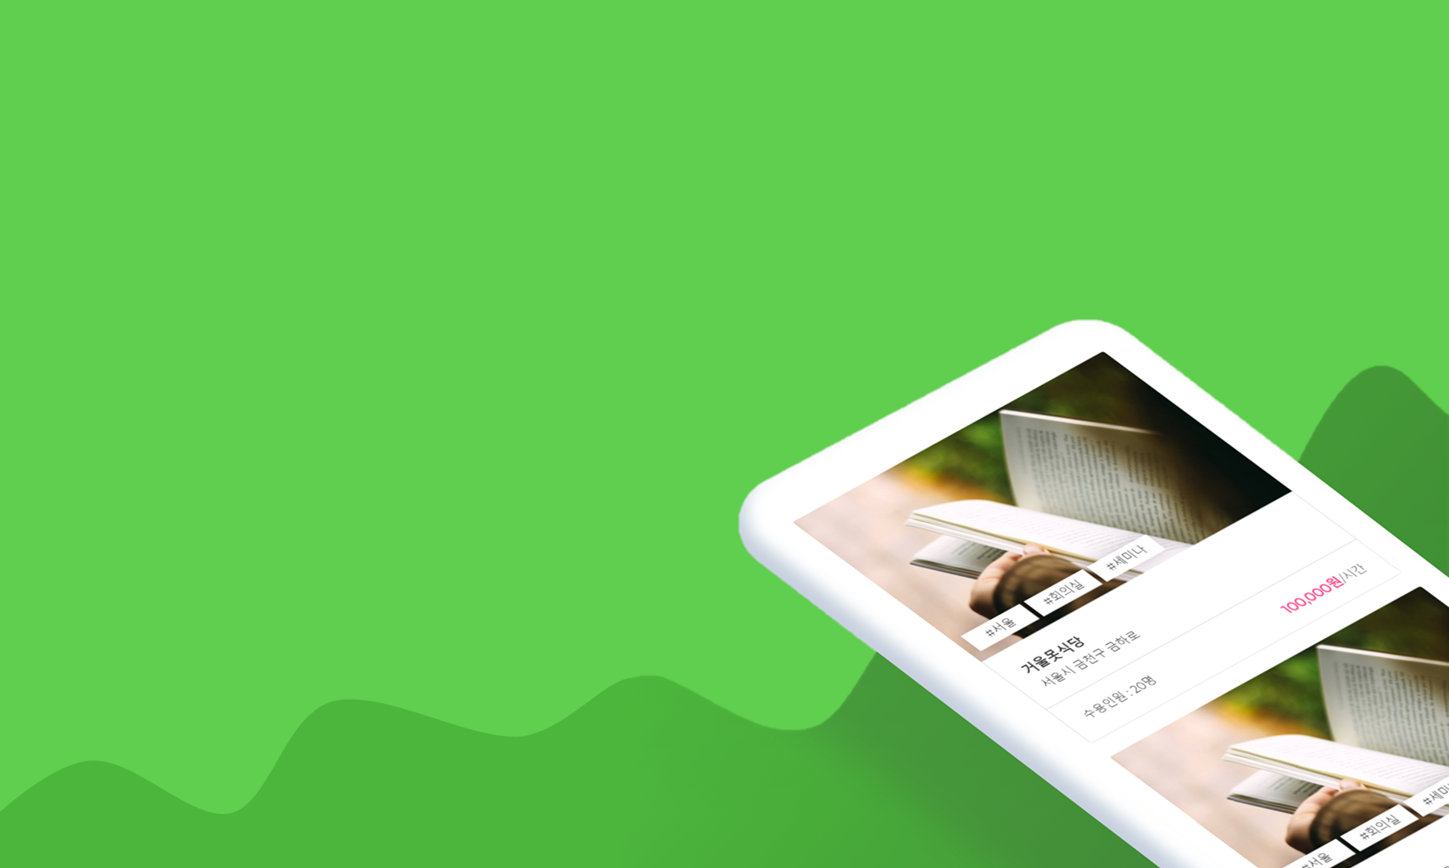 #서울 #회의실 #세미나
거울못식당
서울시 금천구 금하로
수용인원 : 20명
100,000원/시간
#서울 #회의실